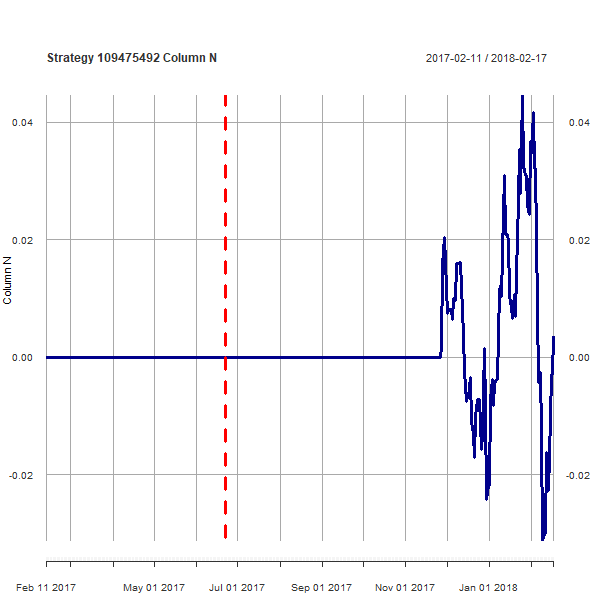 Strategy 109475492 Column N 2017-02-11 / 2018-02-17
0.04 0.04
0.02 0.02
Column N
0.00 0.00
-0.02 -0.02
Feb 11 2017 May 01 2017 Jul 01 2017 Sep 01 2017 Nov 01 2017 Jan 01 2018